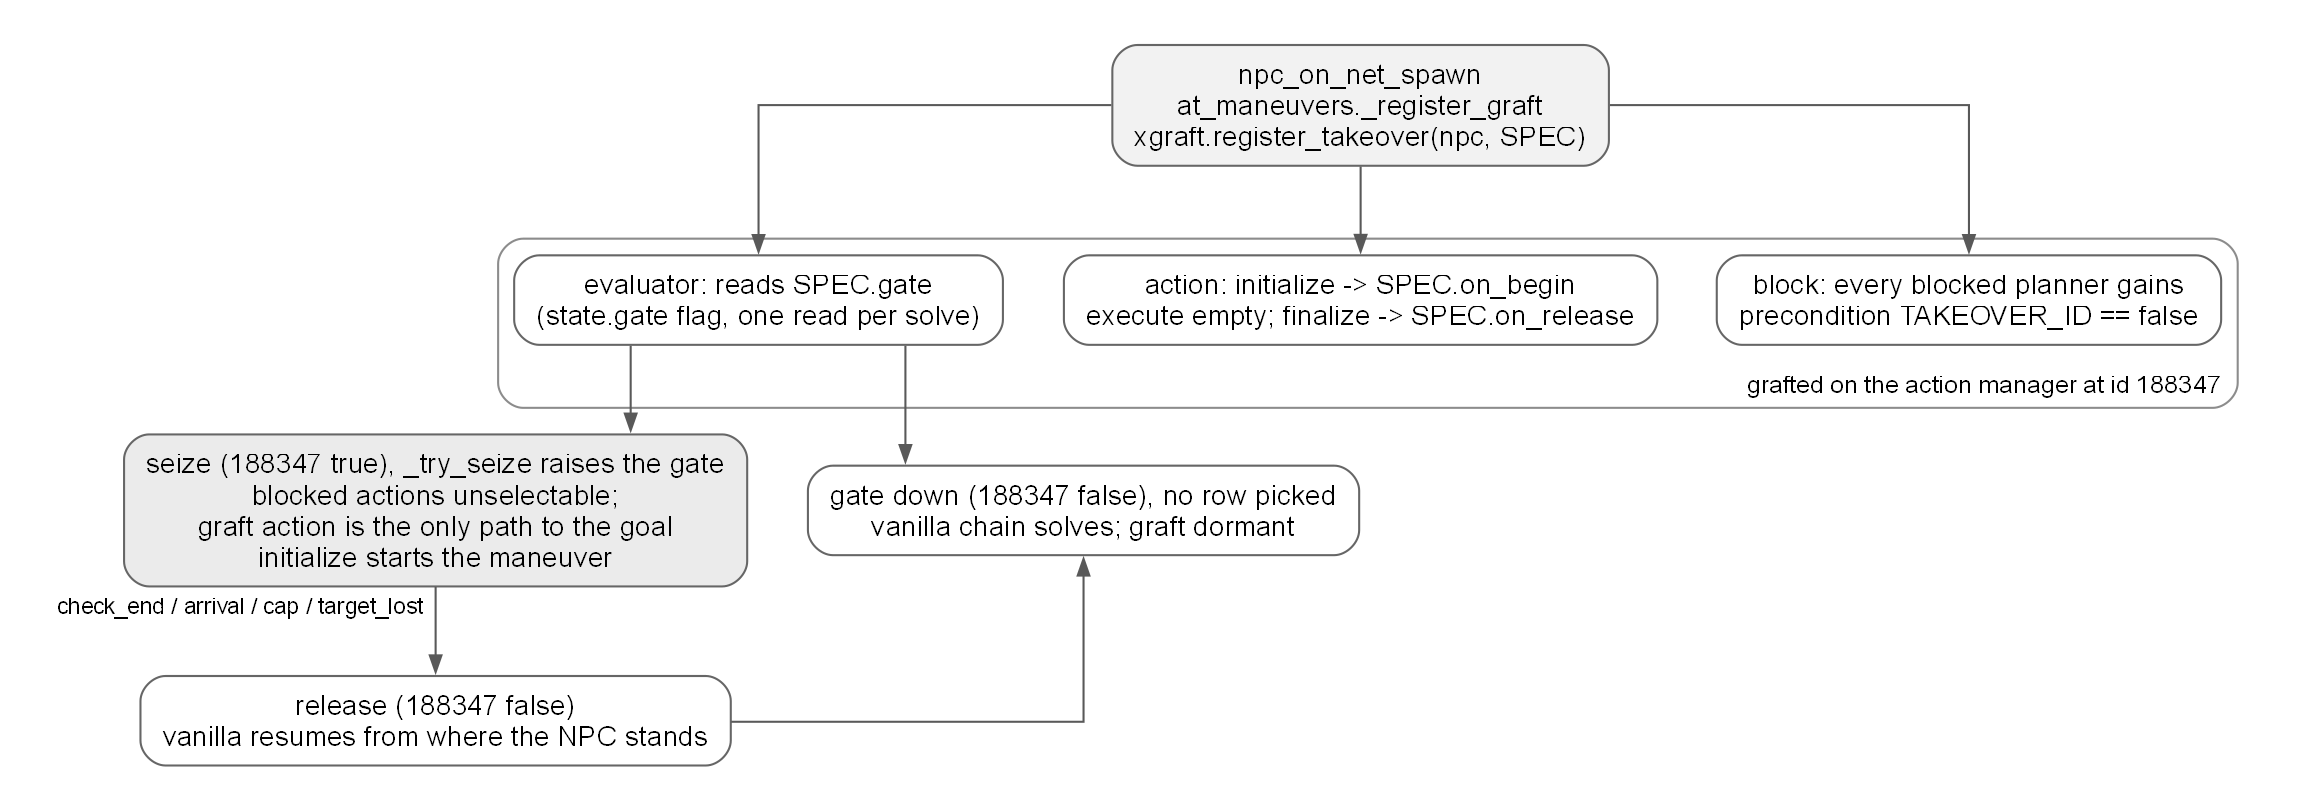 npc_on_net_spawn
at_maneuvers._register_graft
xgraft.register_takeover(npc, SPEC)
evaluator: reads SPEC.gate
(state.gate flag, one read per solve)
action: initialize -> SPEC.on_begin
execute empty; finalize -> SPEC.on_release
block: every blocked planner gains
precondition TAKEOVER_ID == false
grafted on the action manager at id 188347
seize (188347 true), _try_seize raises the gate
blocked actions unselectable;
graft action is the only path to the goal
initialize starts the maneuver
gate down (188347 false), no row picked
vanilla chain solves; graft dormant
check_end / arrival / cap / target_lost
release (188347 false)
vanilla resumes from where the NPC stands